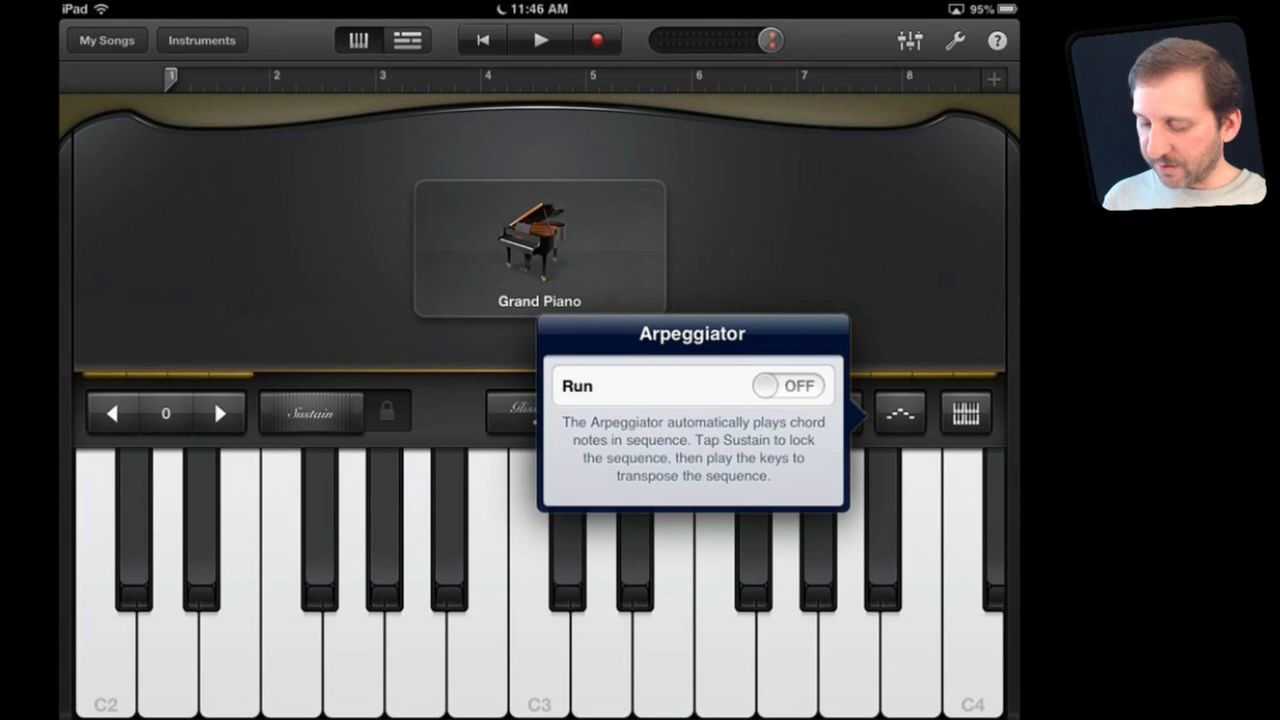 iPad 11:46 AM 95%
My Songs Instruments
1 2 3 4 5 6 7 8
Grand Piano
Arpeggiator
Run OFF
0 Sustain
The Arpeggiator automatically plays chord
notes in sequence. Tap Sustain to lock
the sequence, then play the keys to
transpose the sequence.
C2 C3 C4